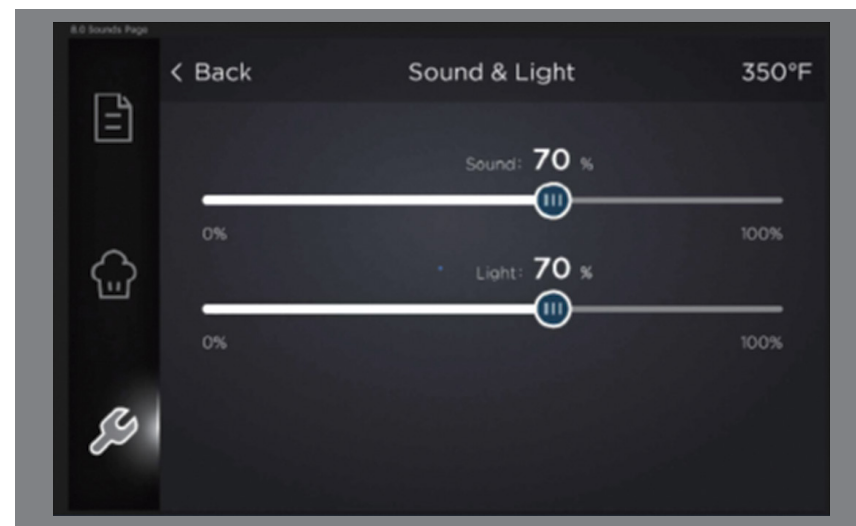 8.0 Sounds Page
< Back Sound & Light 350°F
Sound: 70 %
0% 100%
Light: 70 %
0% 100%